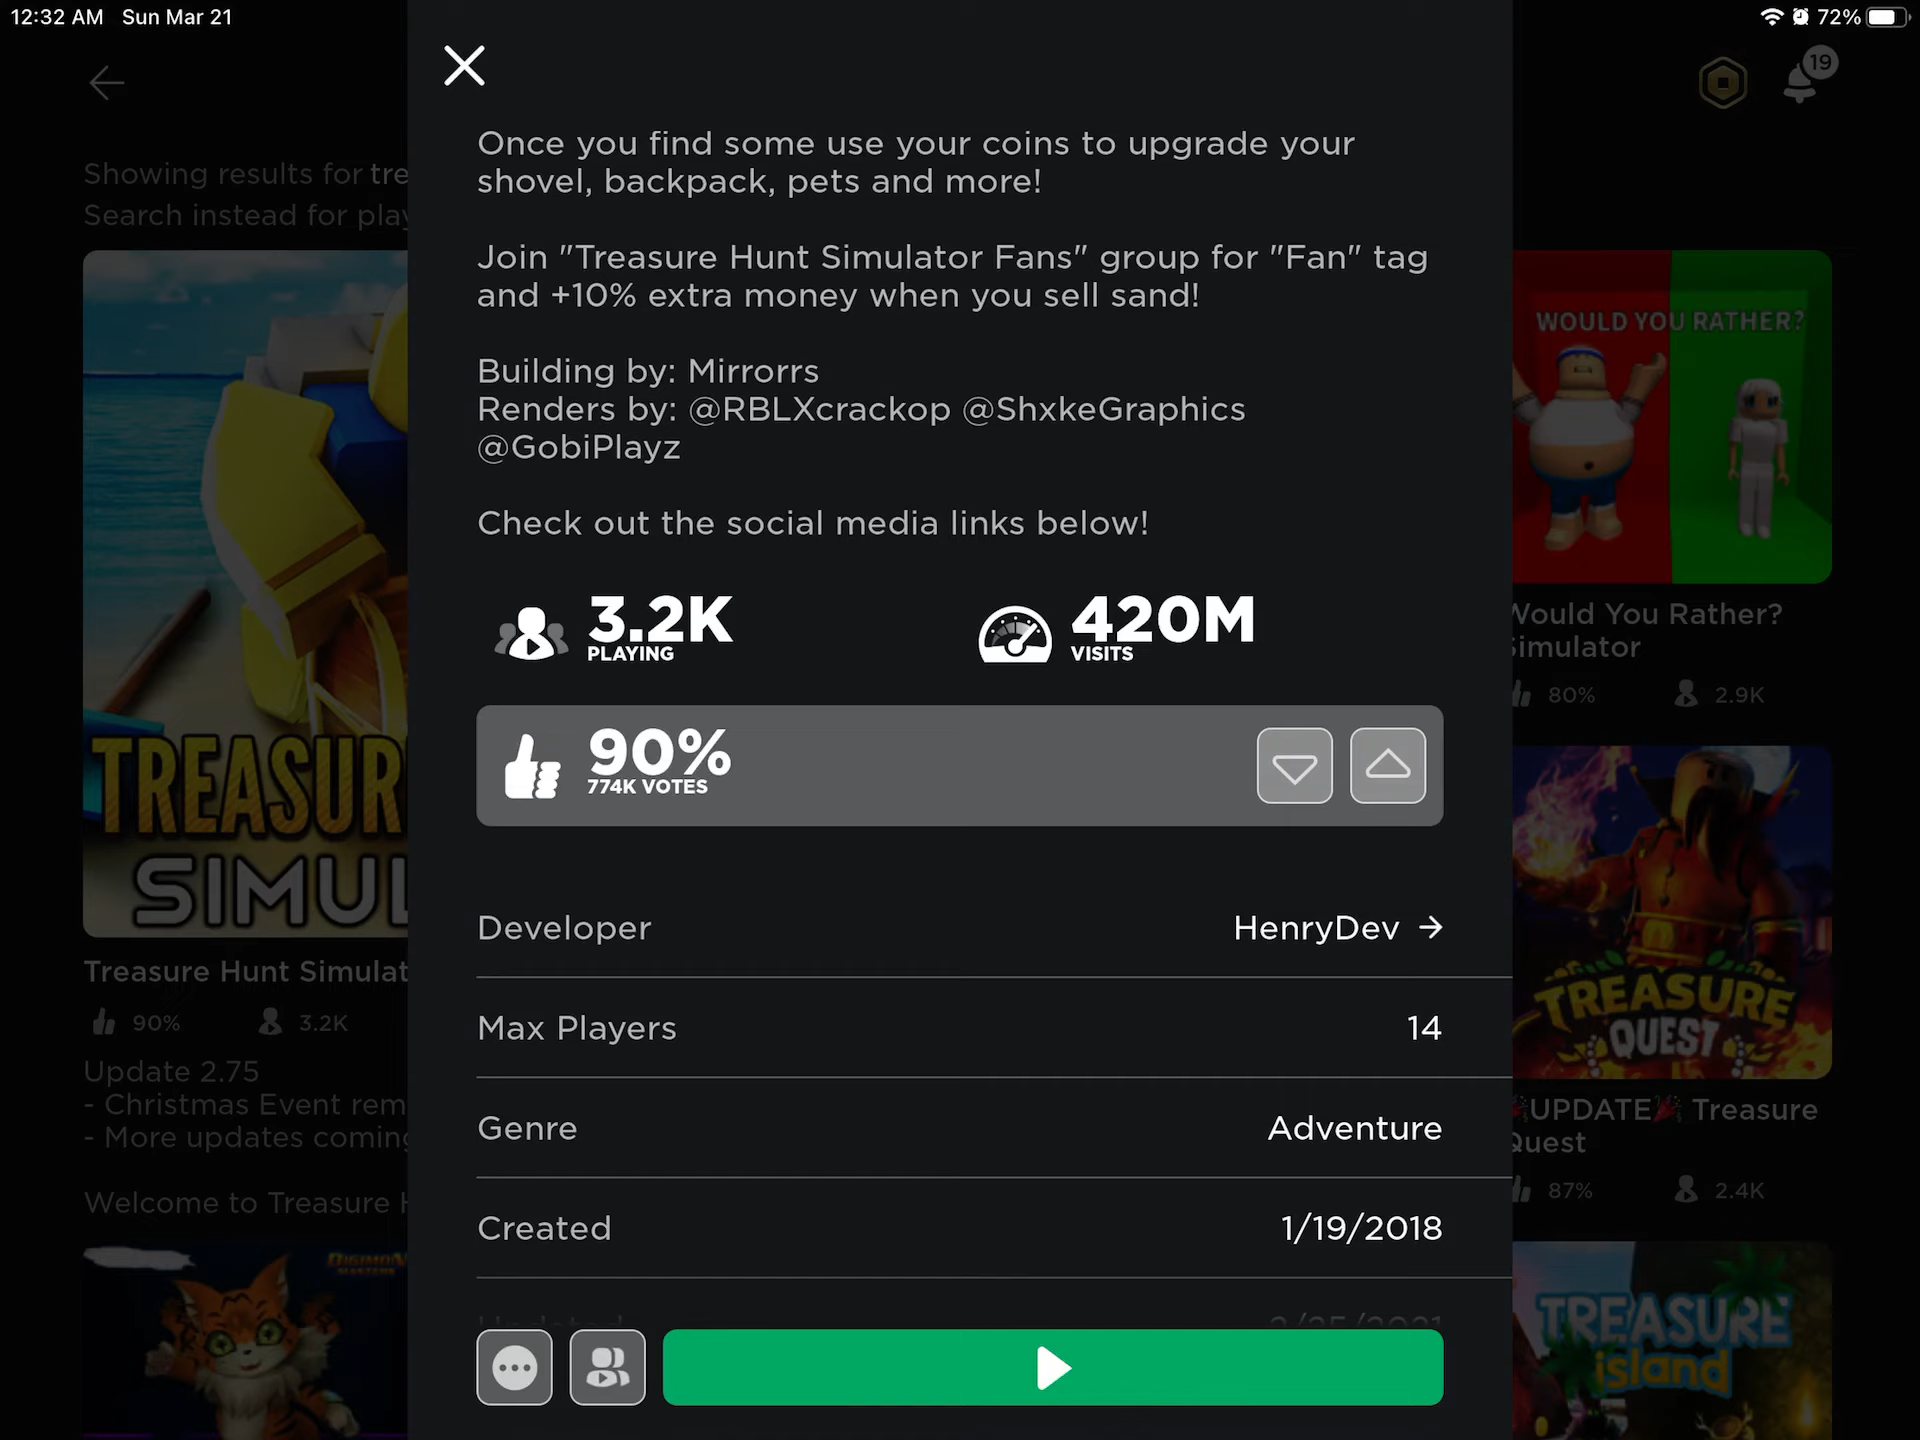 12:32 AM Sun Mar 21
72%
19
Showing results for tre
Search instead for play
Once you find some use your coins to upgrade your
shovel, backpack, pets and more!
Join "Treasure Hunt Simulator Fans" group for "Fan" tag
and +10% extra money when you sell sand!
Building by: Mirrorrs
Renders by: @RBLXcrackop @ShxkeGraphics
@GobiPlayz
Check out the social media links below!
3.2K
PLAYING
420M
VISITS
90%
774K VOTES
Developer
HenryDev
Max Players
14
Genre
Adventure
Created
1/19/2018
TREASUR
SIMUL
Treasure Hunt Simulat
90%
3.2K
Update 2.75
- Christmas Event rem
- More updates coming
Welcome to Treasure H
WOULD YOU RATHER?
Would You Rather?
Simulator
80%
2.9K
TREASURE
QUEST
UPDATE Treasure
Quest
87%
2.4K
TREASURE
island